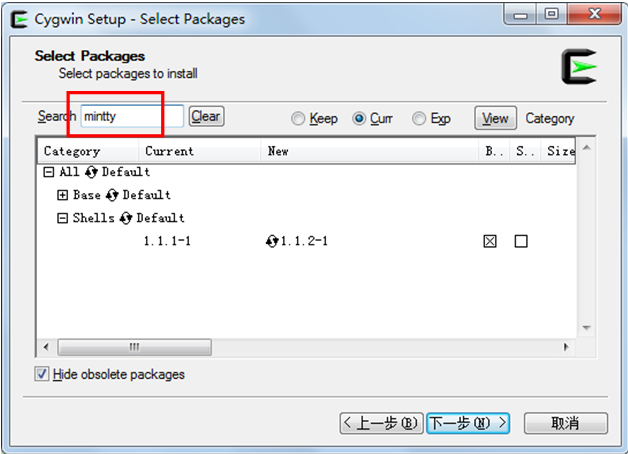 Cygwin Setup - Select Packages
Select Packages
Select packages to install
Search mintty Clear Keep Curr Exp View Category
Category Current New B.. S.. Size
All Default
Base Default
Shells Default
1.1.1-1 1.1.2-1
Hide obsolete packages
< 上一步(B) 下一步(N) > 取消